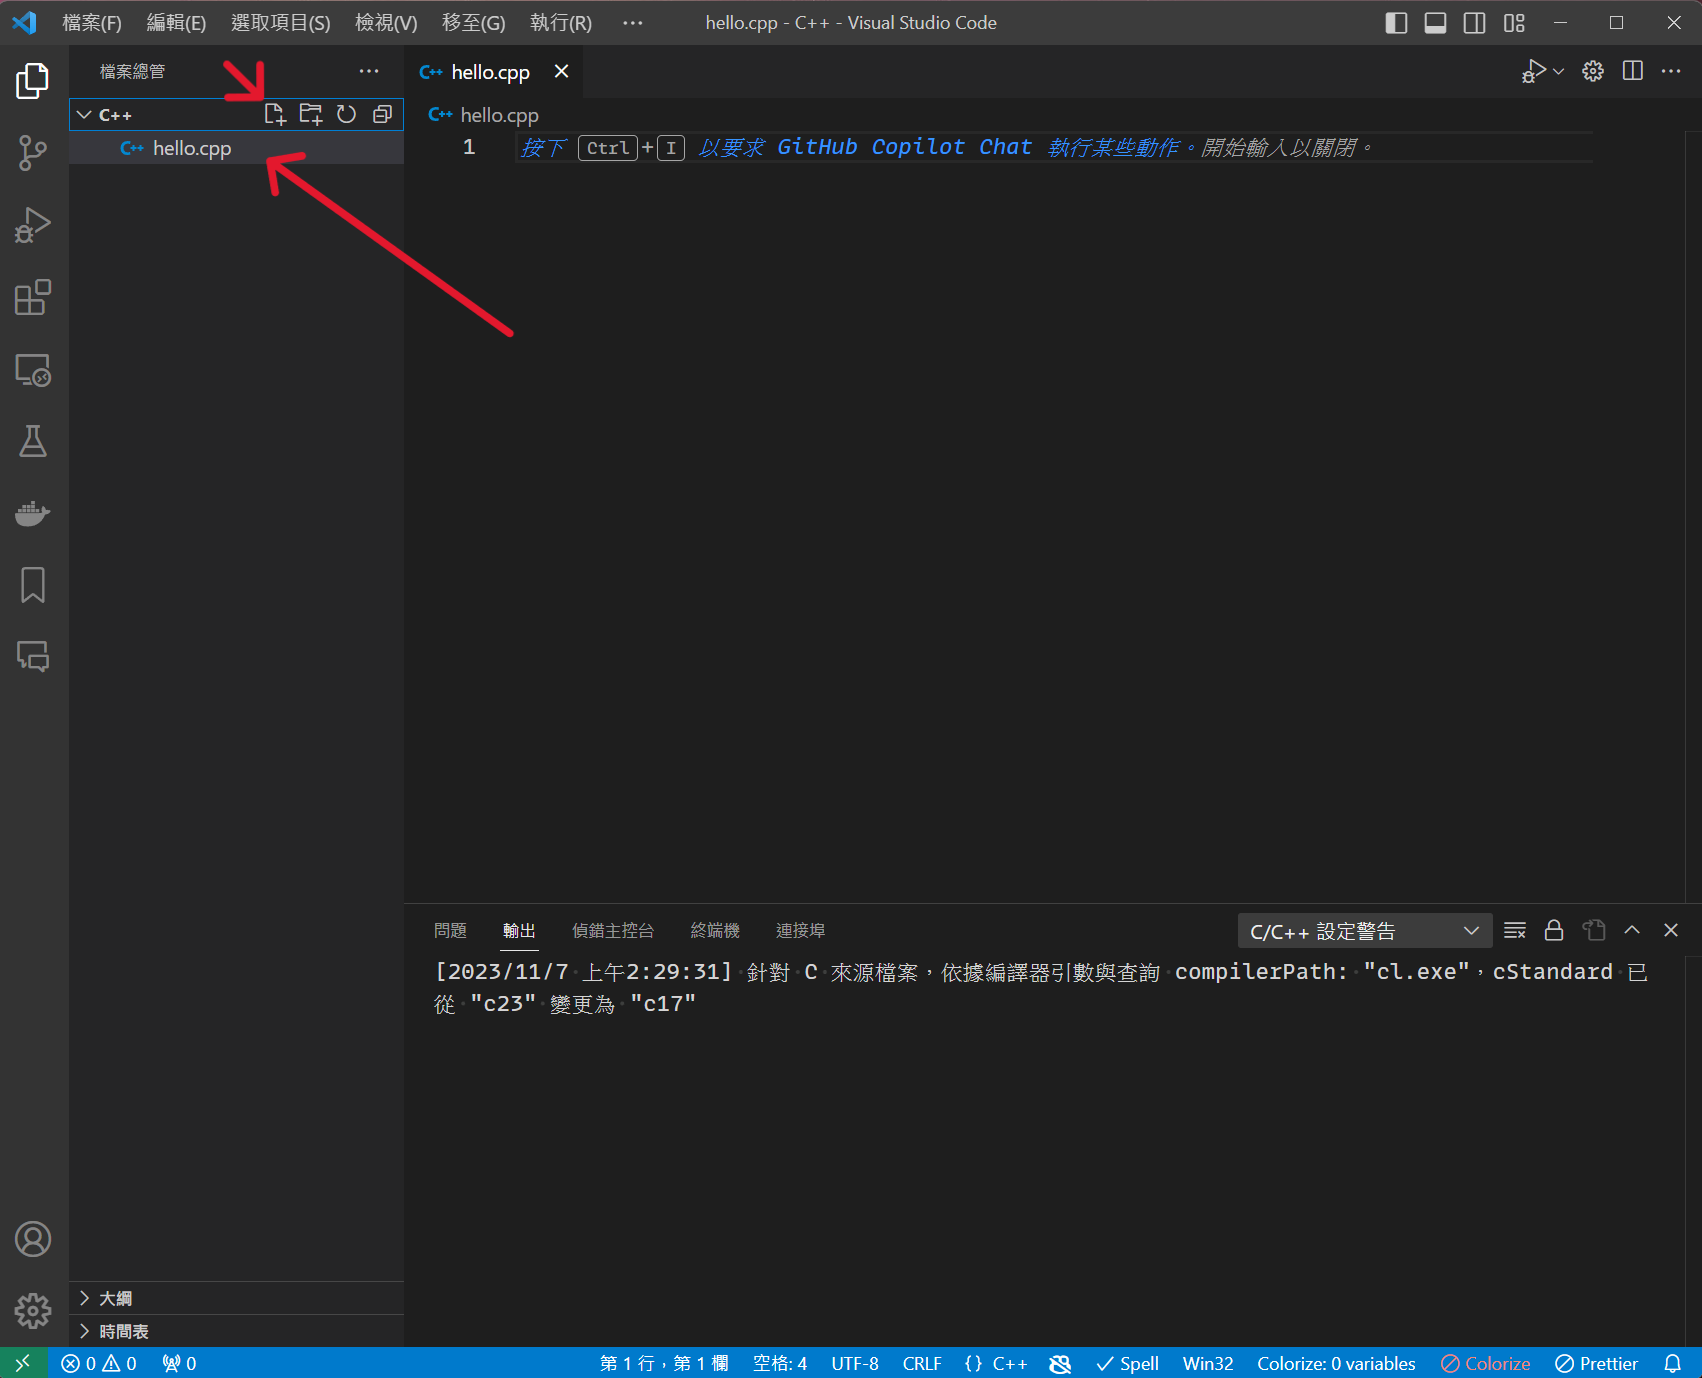 檔案(F) 編輯(E) 選取項目(S) 檢視(V) 移至(G) 執行(R) ··· hello.cpp - C++ - Visual Studio Code
檔案總管 ···
C++ hello.cpp
C++
C++ hello.cpp
C++ hello.cpp
1 按下 Ctrl+I 以要求 GitHub Copilot Chat 執行某些動作。開始輸入以關閉。
問題 輸出 偵錯主控台 終端機 連接埠 C/C++ 設定警告
[2023/11/7 上午2:29:31] 針對 C 來源檔案，依據編譯器引數與查詢 compilerPath: "cl.exe"，cStandard 已
從 "c23" 變更為 "c17"
大綱
時間表
0 0 0 第 1 行，第 1 欄 空格: 4 UTF-8 CRLF {} C++ Spell Win32 Colorize: 0 variables Colorize Prettier